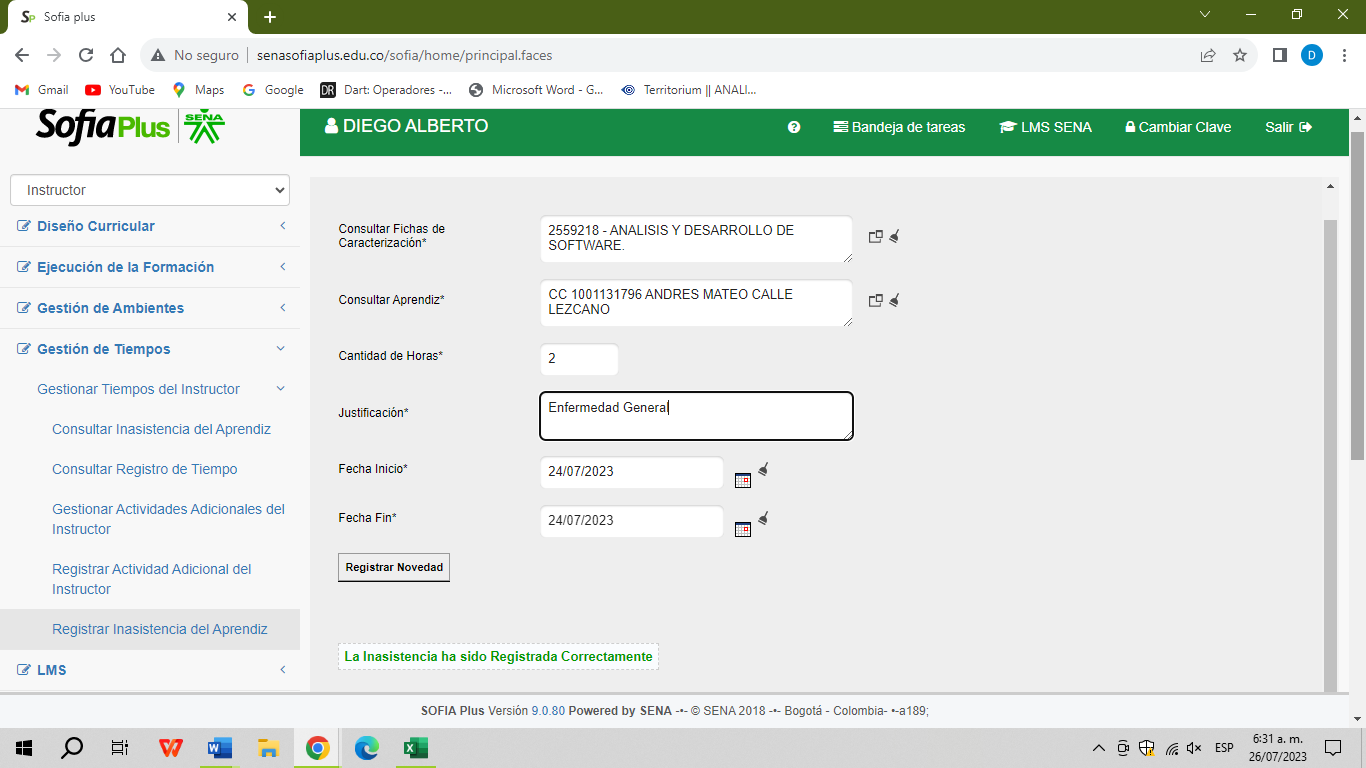 Sofia plus
No seguro
senasofiaplus.edu.co/sofia/home/principal.faces
D
Gmail
YouTube
Maps
Google
DR
Dart: Operadores -...
Microsoft Word - G...
Territorium || ANALI...
Sofia Plus
SENA
DIEGO ALBERTO
Bandeja de tareas
LMS SENA
Cambiar Clave
Salir
Instructor
Diseño Curricular
Ejecución de la Formación
Gestión de Ambientes
Gestión de Tiempos
Gestionar Tiempos del Instructor
Consultar Inasistencia del Aprendiz
Consultar Registro de Tiempo
Gestionar Actividades Adicionales del
Instructor
Registrar Actividad Adicional del
Instructor
Registrar Inasistencia del Aprendiz
LMS
Consultar Fichas de
Caracterización*
2559218 - ANALISIS Y DESARROLLO DE
SOFTWARE.
Consultar Aprendiz*
CC 1001131796 ANDRES MATEO CALLE
LEZCANO
Cantidad de Horas*
2
Justificación*
Enfermedad General
Fecha Inicio*
24/07/2023
Fecha Fin*
24/07/2023
Registrar Novedad
La Inasistencia ha sido Registrada Correctamente
SOFIA Plus Versión 9.0.80 Powered by SENA -•- © SENA 2018 -•- Bogotá - Colombia- •-a189;
ESP
6:31 a. m.
26/07/2023